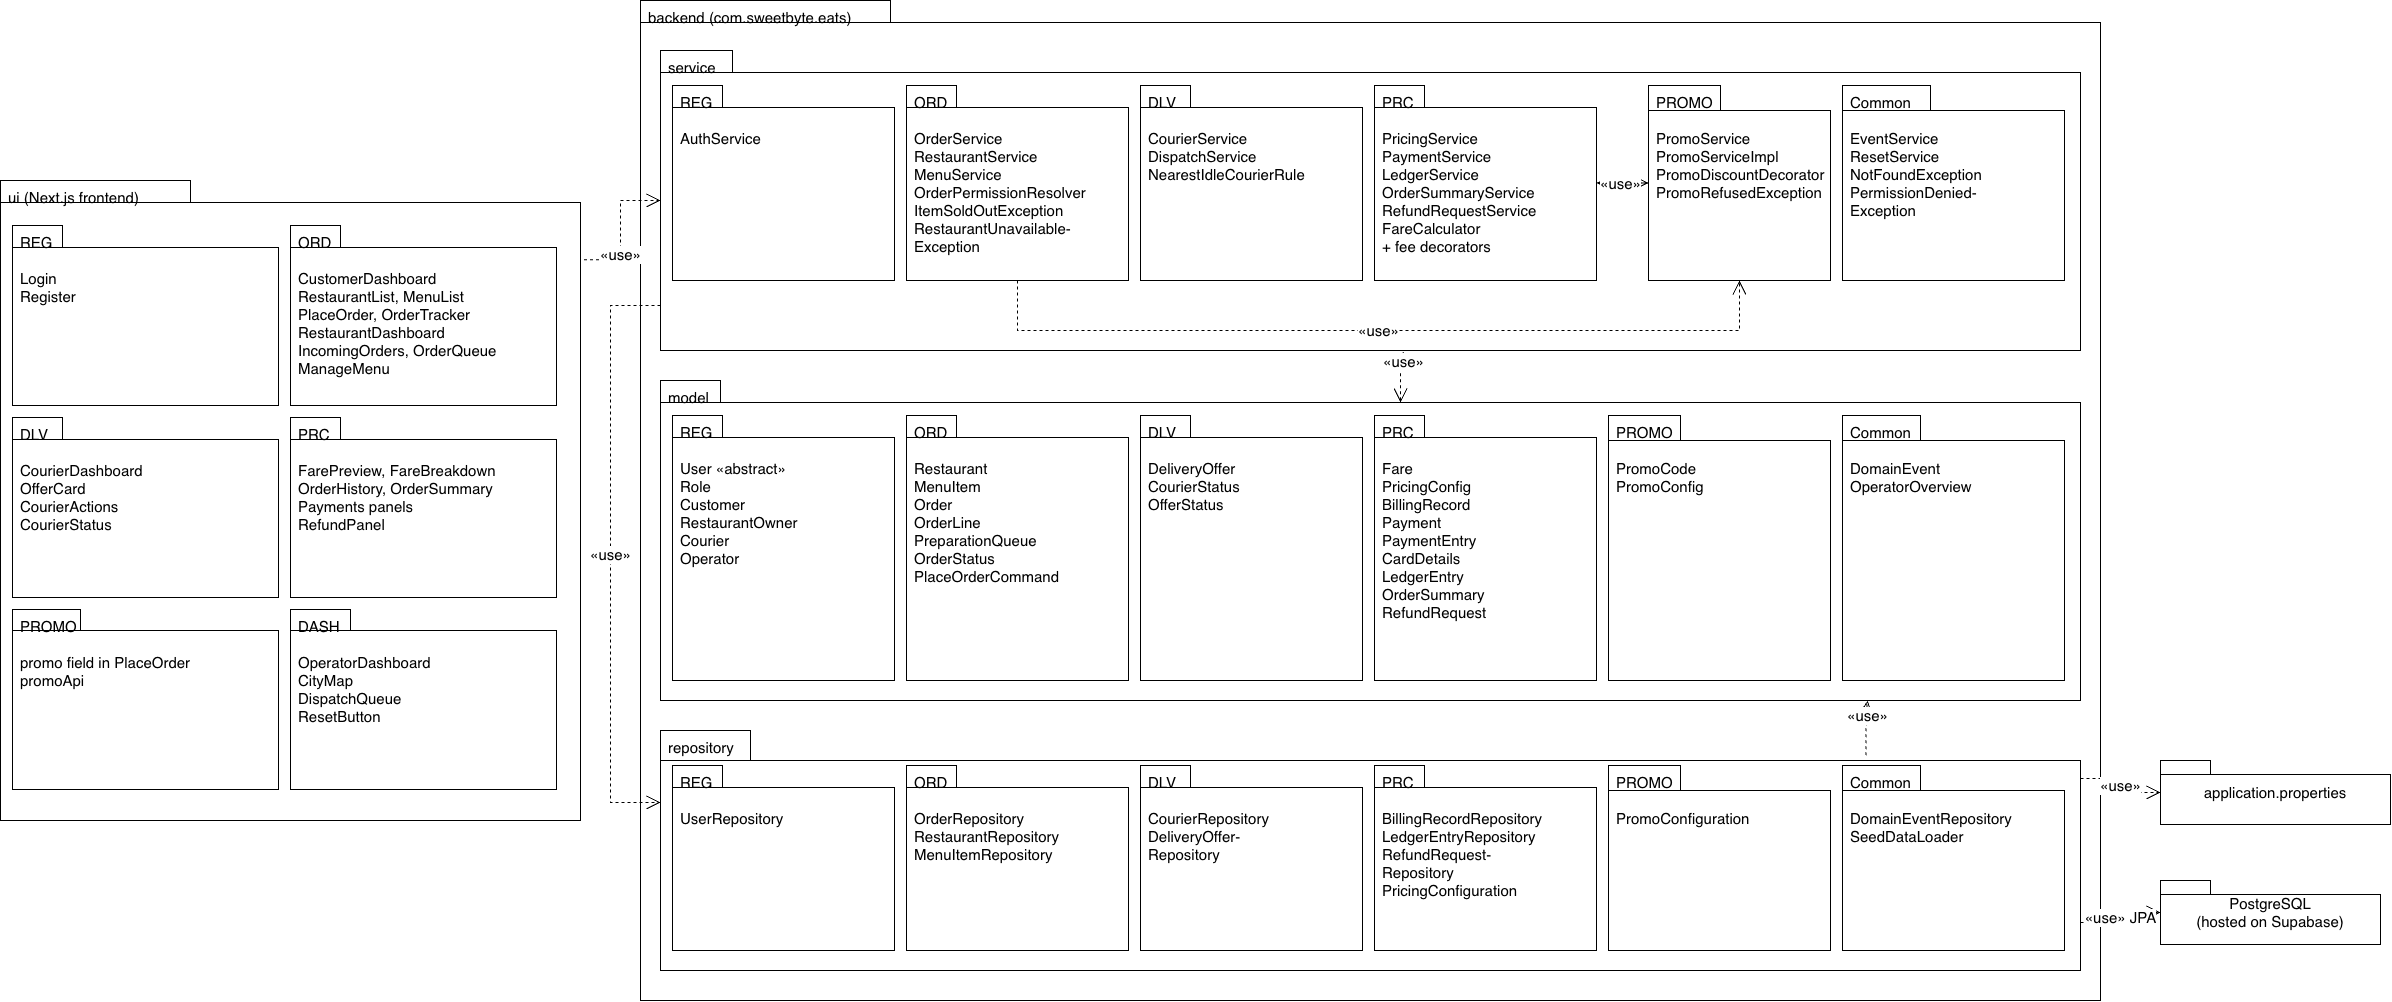 backend (com.sweetbyte.eats)
service
REG
AuthService
ORD
OrderService
RestaurantService
MenuService
OrderPermissionResolver
ItemSoldOutException
RestaurantUnavailable-
Exception
DLV
CourierService
DispatchService
NearestIdleCourierRule
PRC
PricingService
PaymentService
LedgerService
OrderSummaryService
RefundRequestService
FareCalculator
+ fee decorators
«use»
PROMO
PromoService
PromoServiceImpl
PromoDiscountDecorator
PromoRefusedException
Common
EventService
ResetService
NotFoundException
PermissionDenied-
Exception
«use»
«use»
ui (Next.js frontend)
REG
Login
Register
ORD
CustomerDashboard
RestaurantList, MenuList
PlaceOrder, OrderTracker
RestaurantDashboard
IncomingOrders, OrderQueue
ManageMenu
DLV
CourierDashboard
OfferCard
CourierActions
CourierStatus
PRC
FarePreview, FareBreakdown
OrderHistory, OrderSummary
Payments panels
RefundPanel
PROMO
promo field in PlaceOrder
promoApi
DASH
OperatorDashboard
CityMap
DispatchQueue
ResetButton
«use»
«use»
model
REG
User «abstract»
Role
Customer
RestaurantOwner
Courier
Operator
ORD
Restaurant
MenuItem
Order
OrderLine
PreparationQueue
OrderStatus
PlaceOrderCommand
DLV
DeliveryOffer
CourierStatus
OfferStatus
PRC
Fare
PricingConfig
BillingRecord
Payment
PaymentEntry
CardDetails
LedgerEntry
OrderSummary
RefundRequest
PROMO
PromoCode
PromoConfig
Common
DomainEvent
OperatorOverview
«use»
repository
REG
UserRepository
ORD
OrderRepository
RestaurantRepository
MenuItemRepository
DLV
CourierRepository
DeliveryOffer-
Repository
PRC
BillingRecordRepository
LedgerEntryRepository
RefundRequest-
Repository
PricingConfiguration
PROMO
PromoConfiguration
Common
DomainEventRepository
SeedDataLoader
«use»
application.properties
«use» JPA
PostgreSQL
(hosted on Supabase)